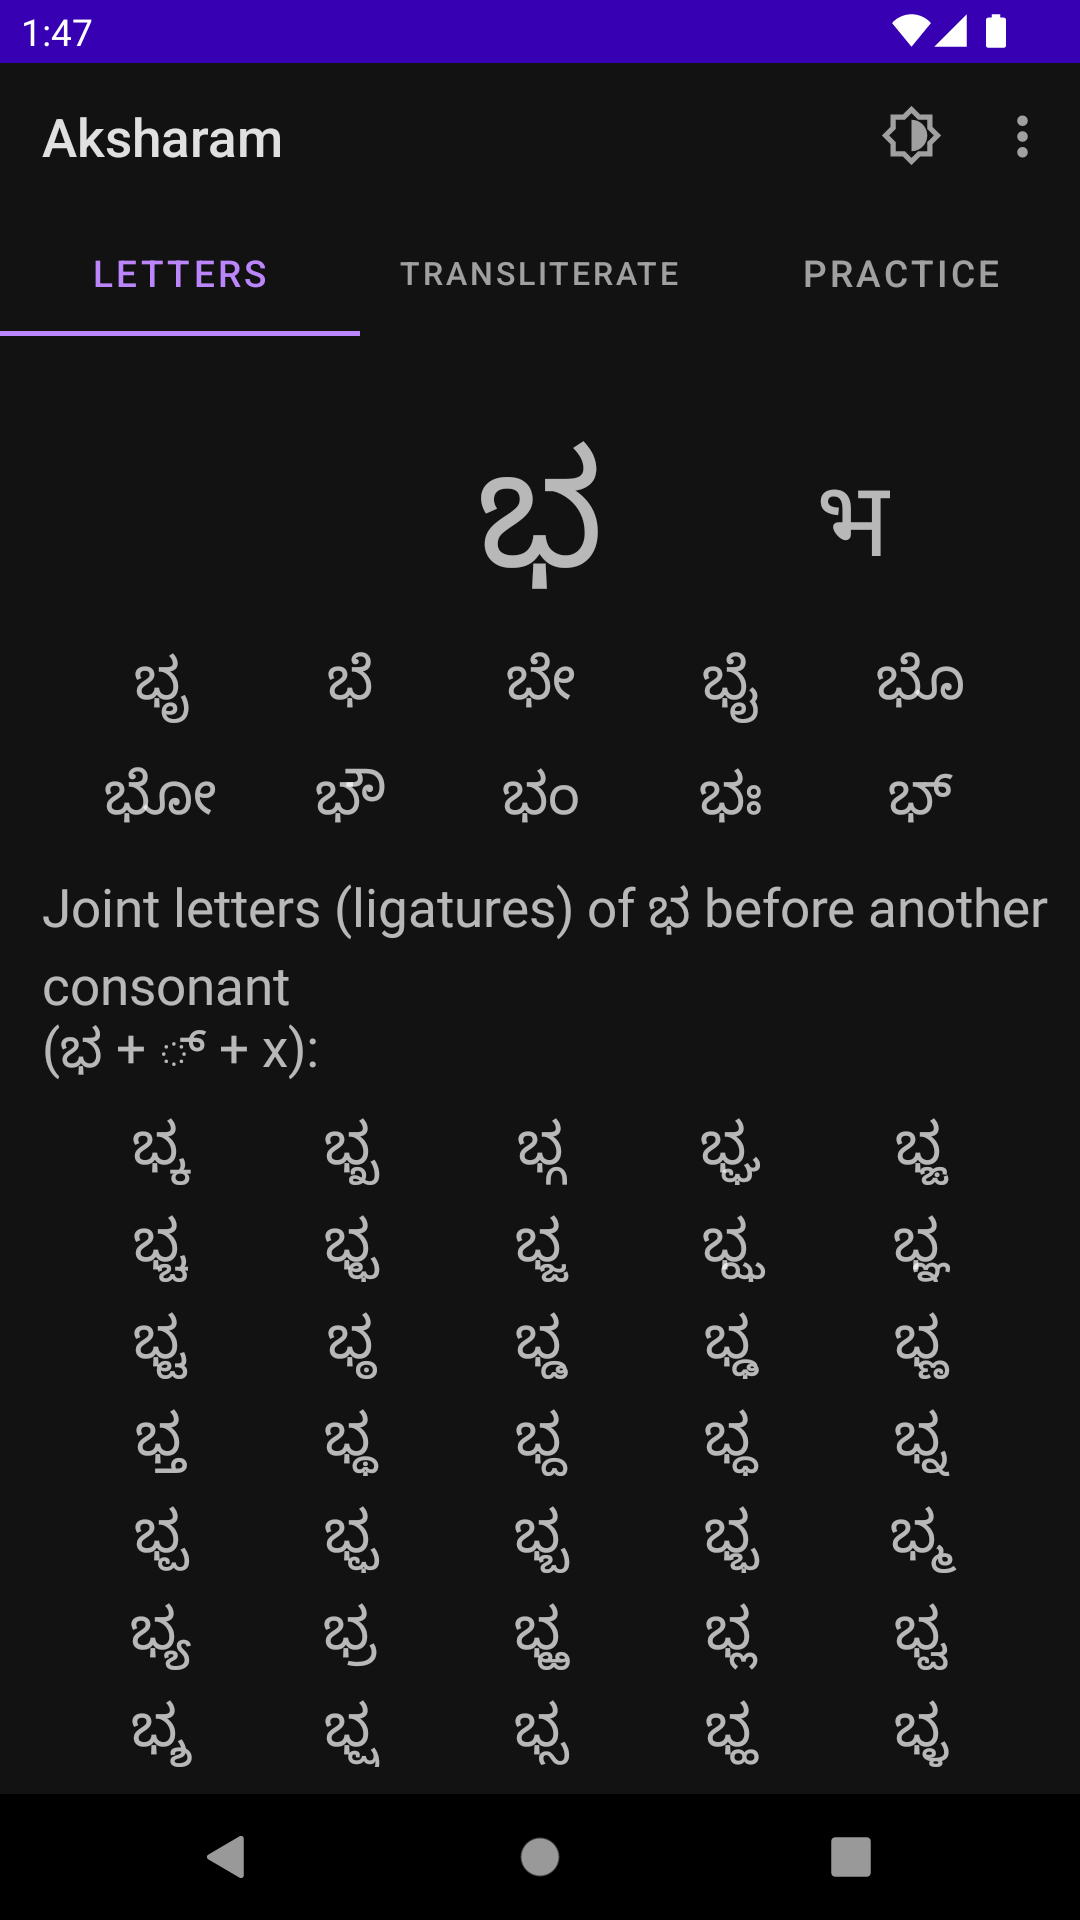 1:47
Aksharam
LETTERS TRANSLITERATE PRACTICE
ಭ भ
ಭೃ ಭೆ ಭೇ ಭೈ ಭೊ
ಭೋ ಭೌ ಭಂ ಭಃ ಭ್
Joint letters (ligatures) of ಭ before another
consonant
(ಭ + ್ + x):
ಭ್ಕ ಭ್ಖ ಭ್ಗ ಭ್ಘ ಭ್ಙ
ಭ್ಚ ಭ್ಛ ಭ್ಜ ಭ್ಝ ಭ್ಞ
ಭ್ಟ ಭ್ಠ ಭ್ಡ ಭ್ಢ ಭ್ಣ
ಭ್ತ ಭ್ಥ ಭ್ದ ಭ್ಧ ಭ್ನ
ಭ್ಪ ಭ್ಫ ಭ್ಬ ಭ್ಭ ಭ್ಮ
ಭ್ಯ ಭ್ರ ಭ್ಱ ಭ್ಲ ಭ್ವ
ಭ್ಶ ಭ್ಷ ಭ್ಸ ಭ್ಹ ಭ್ಳ